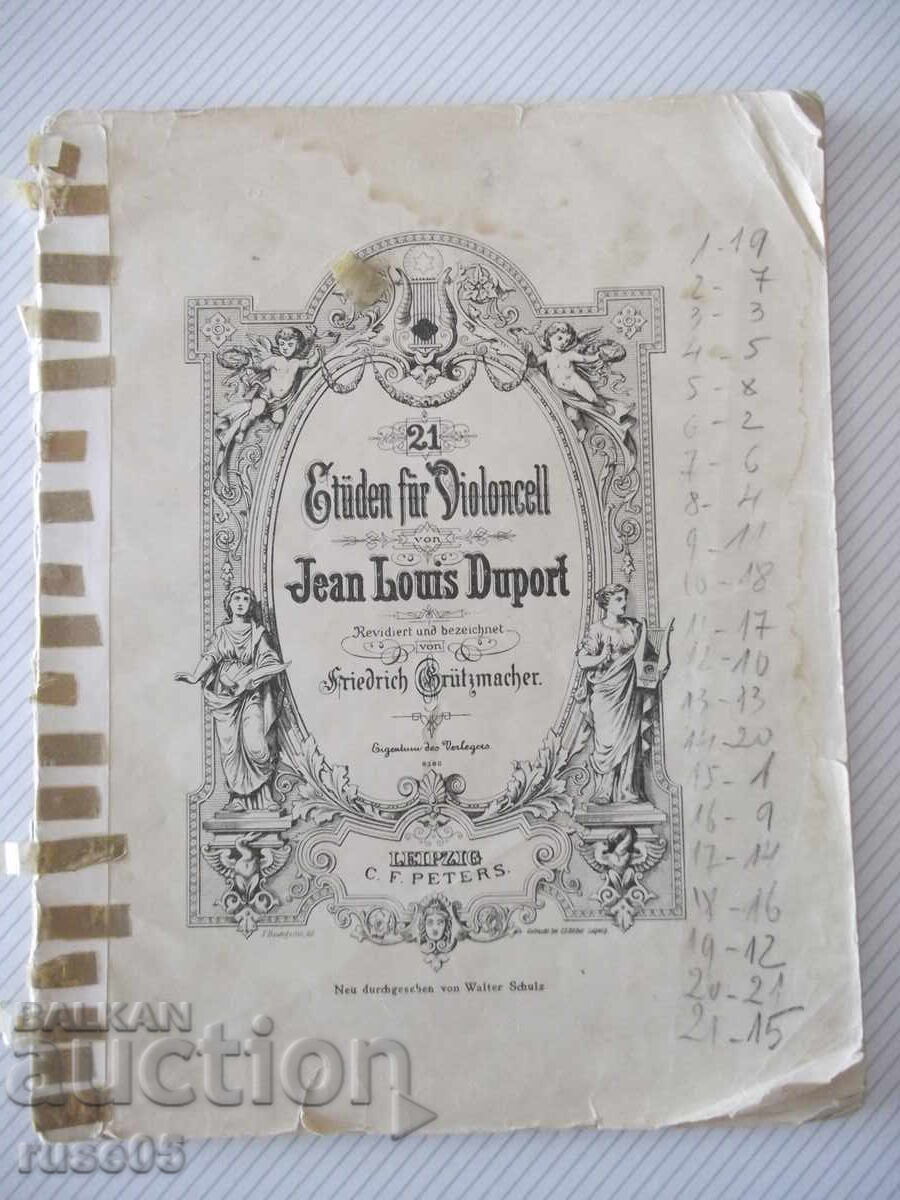 21
Etüden für Violoncell
von
Jean Louis Duport
Revidiert und bezeichnet
von
Friedrich Grützmacher.
Eigentum des Verlegers
LEIPZIG
C. F. PETERS.
Neu durchgesehen von Walter Schulz
1 - 19
2 - 7
3 - 3
4 - 5
5 - 8
6 - 2
7 - 6
8 - 4
9 - 11
10 - 18
11 - 17
12 - 10
13 - 13
14 - 20
15 - 1
16 - 9
17 - 14
18 - 16
19 - 12
20 - 21
21 - 15
BALKAN
auction
ruse05